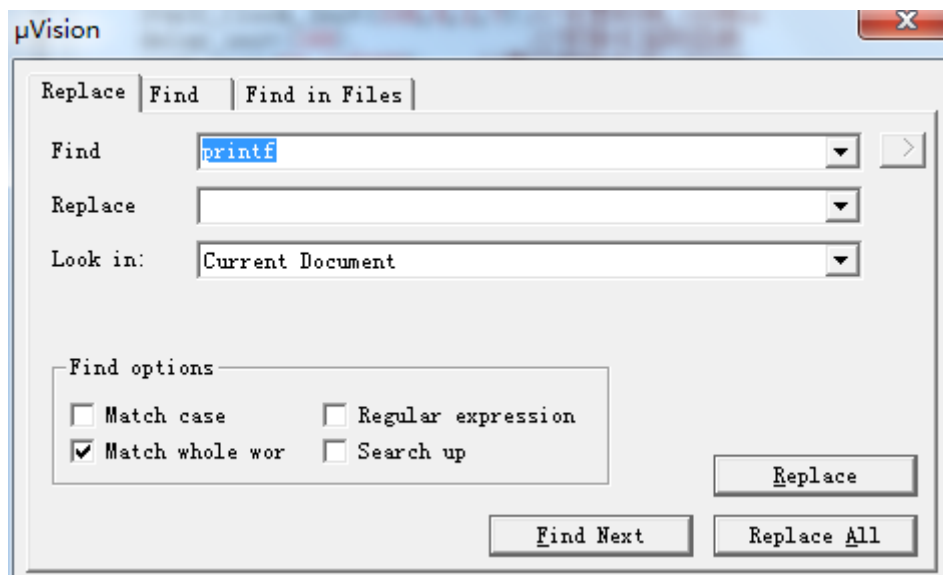 µVision
Replace Find Find in Files
Find printf
Replace
Look in: Current Document
Find options
Match case Regular expression
Match whole wor Search up
Replace
Find Next Replace All